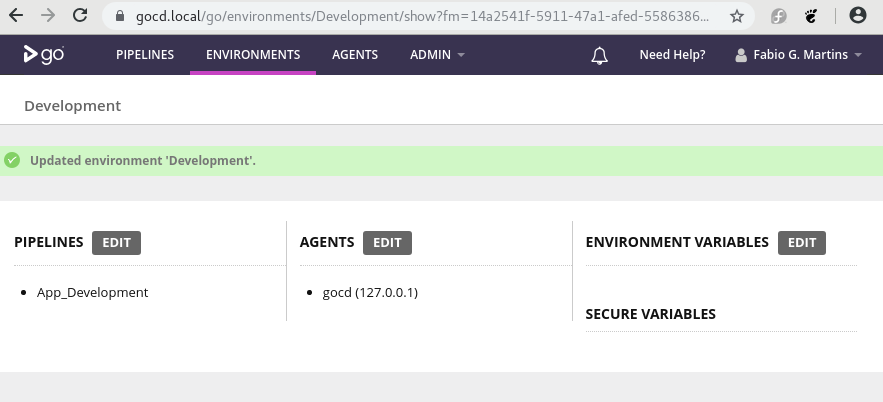 gocd.local/go/environments/Development/show?fm=14a2541f-5911-47a1-afed-5586386...
go PIPELINES ENVIRONMENTS AGENTS ADMIN Need Help? Fabio G. Martins
Development
Updated environment 'Development'.
PIPELINES EDIT AGENTS EDIT ENVIRONMENT VARIABLES EDIT
App_Development gocd (127.0.0.1)
SECURE VARIABLES